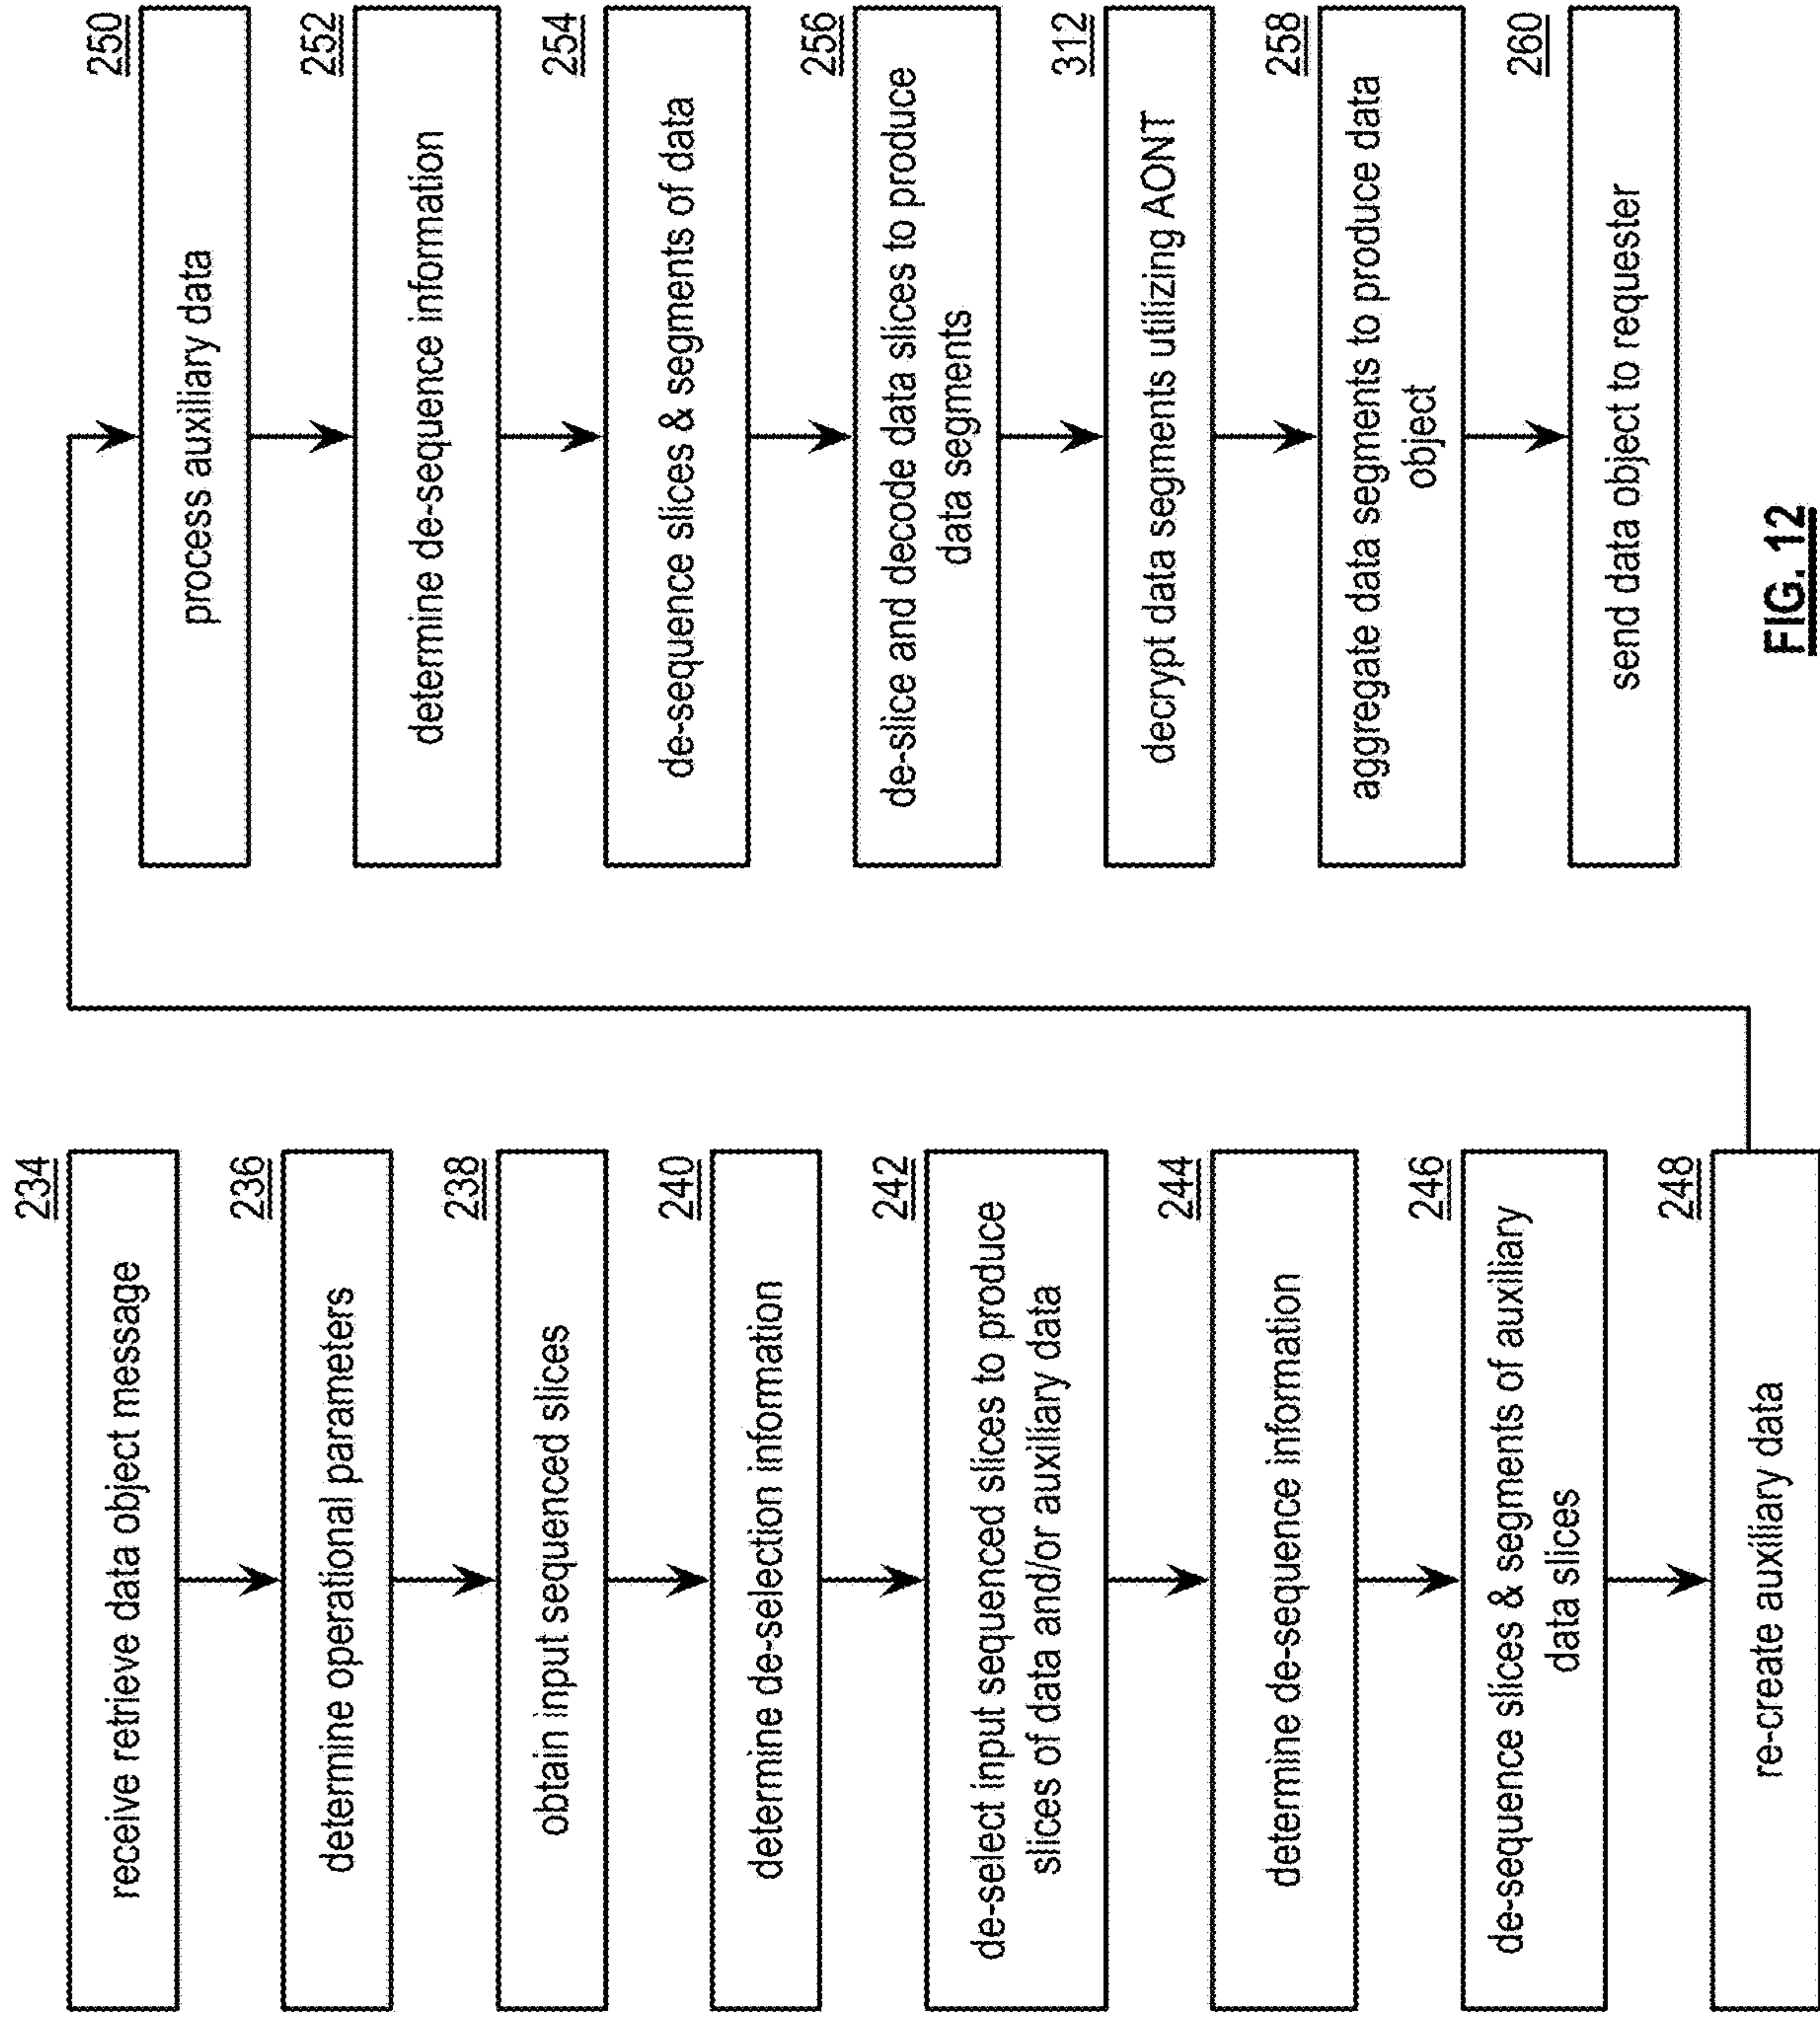 234
receive retrieve data object message
236
determine operational parameters
238
obtain input sequenced slices
240
determine de-selection information
242
de-select input sequenced slices to produce
slices of data and/or auxiliary data
244
determine de-sequence information
246
de-sequence slices & segments of auxiliary
data slices
248
re-create auxiliary data
250
process auxiliary data
252
determine de-sequence information
254
de-sequence slices & segments of data
256
de-slice and decode data slices to produce
data segments
312
decrypt data segments utilizing AONT
258
aggregate data segments to produce data
object
260
send data object to requester
FIG. 12